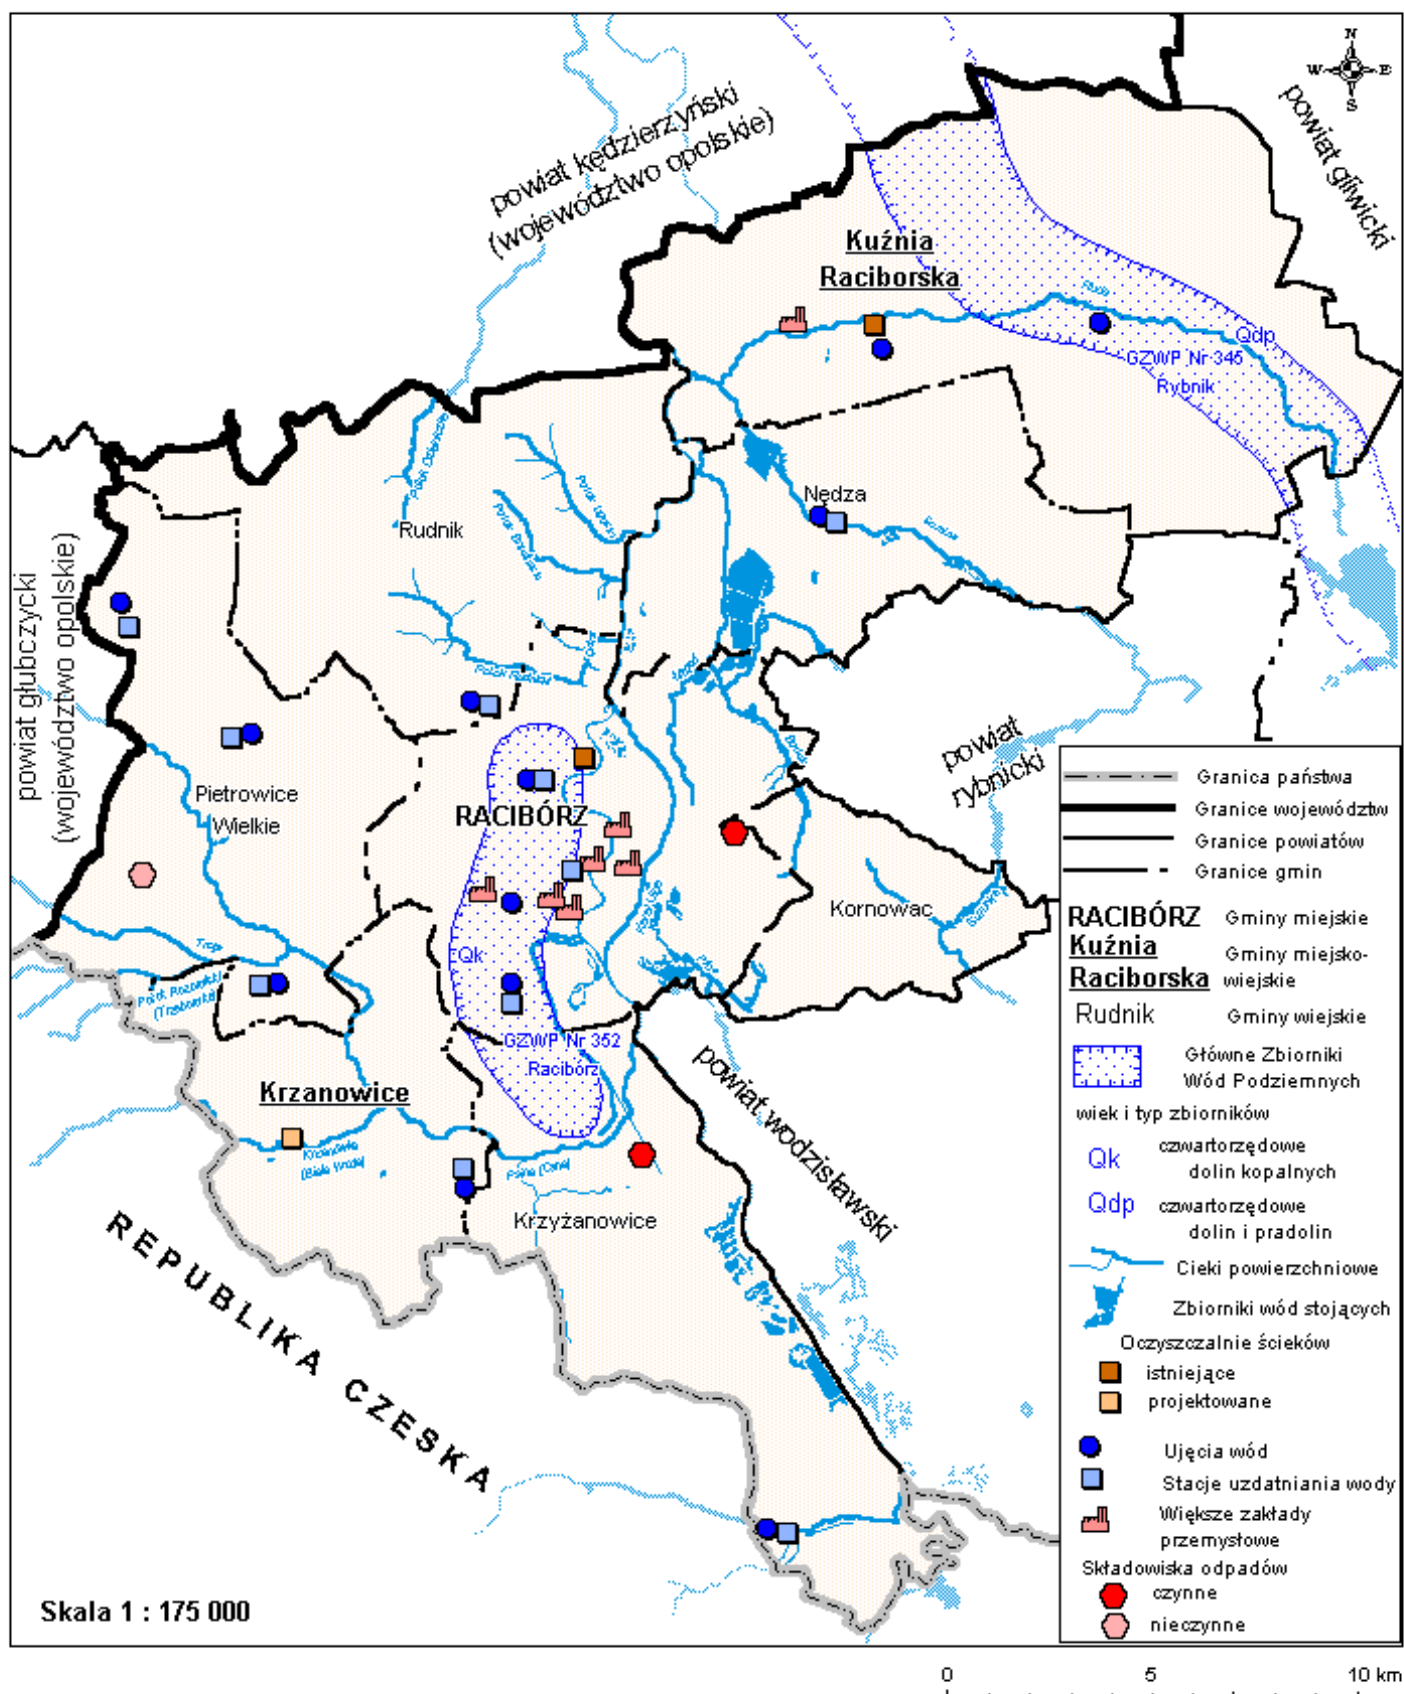 N
W E
S
powiat kędzierzyński
(województwo opolskie)
powiat gliwicki
Kuźnia
Raciborska
Ruda
Qdp
GZWP Nr 345
Rybnik
Nędza
Rudnik
powiat głubczycki
(województwo opolskie)
powiat
rybnicki
Pietrowice
Wielkie
RACIBÓRZ
Kornowac
Qk
GZWP Nr 352
Racibórz
Krzanowice
powiat wodzisławski
Krzyżanowice
REPUBLIKA CZESKA
Skala 1 : 175 000
Granica państwa
Granice województw
Granice powiatów
Granice gmin
RACIBÓRZ Gminy miejskie
Kuźnia Gminy miejsko-
Raciborska wiejskie
Rudnik Gminy wiejskie
Główne Zbiorniki
Wód Podziemnych
wiek i typ zbiorników
Qk czwartorzędowe
dolin kopalnych
Qdp czwartorzędowe
dolin i pradolin
Cieki powierzchniowe
Zbiorniki wód stojących
Oczyszczalnie ścieków
istniejące
projektowane
Ujęcia wód
Stacje uzdatniania wody
Większe zakłady
przemysłowe
Składowiska odpadów
czynne
nieczynne
0 5 10 km